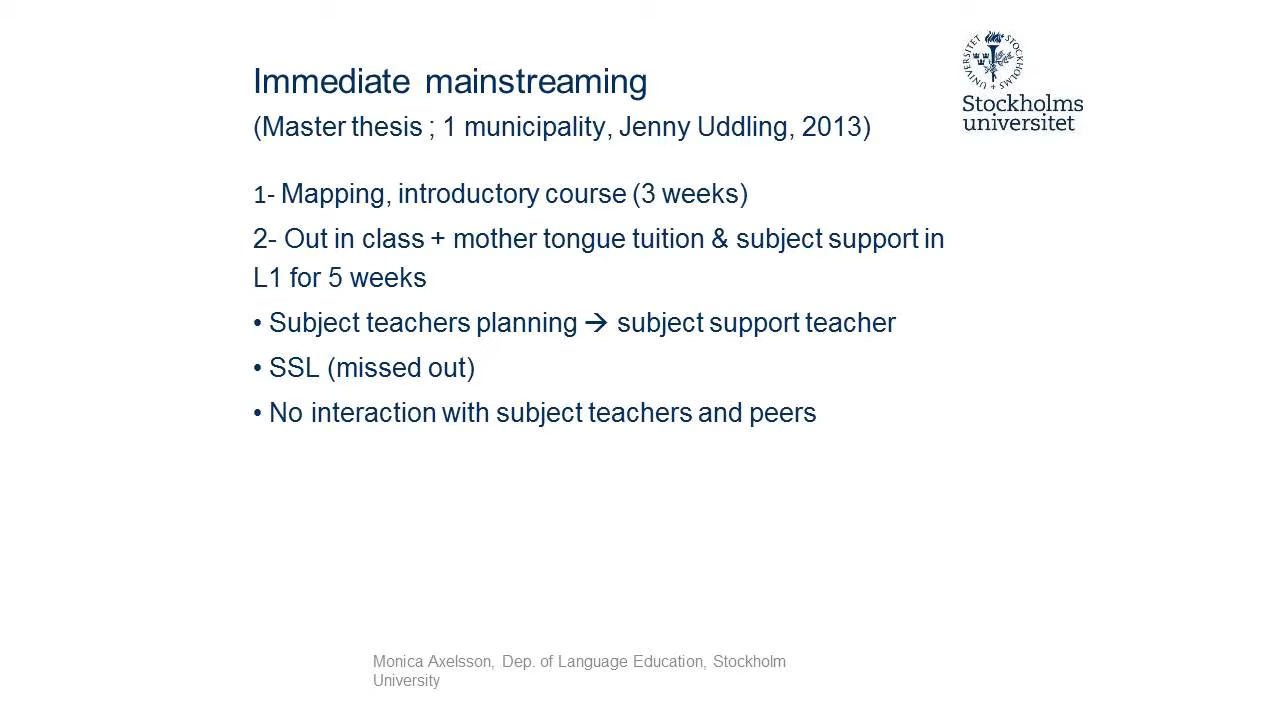 Immediate mainstreaming
(Master thesis ; 1 municipality, Jenny Uddling, 2013)
1- Mapping, introductory course (3 weeks)
2- Out in class + mother tongue tuition & subject support in
L1 for 5 weeks
• Subject teachers planning → subject support teacher
• SSL (missed out)
• No interaction with subject teachers and peers
STOCKHOLMS UNIVERSITET
Stockholms
universitet
Monica Axelsson, Dep. of Language Education, Stockholm
University